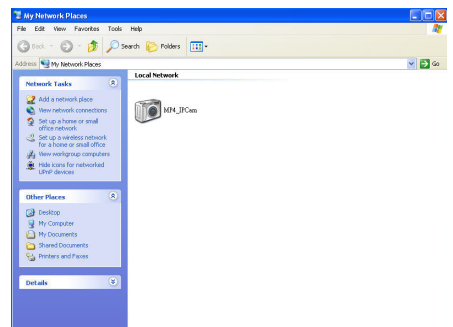 My Network Places
File Edit View Favorites Tools Help
Back Search Folders
Address My Network Places Go
Network Tasks
Add a network place
View network connections
Set up a home or small
office network
Set up a wireless network
for a home or small office
View workgroup computers
Hide icons for networked
UPnP devices
Other Places
Desktop
My Computer
My Documents
Shared Documents
Printers and Faxes
Details
Local Network
MP4_IPCam